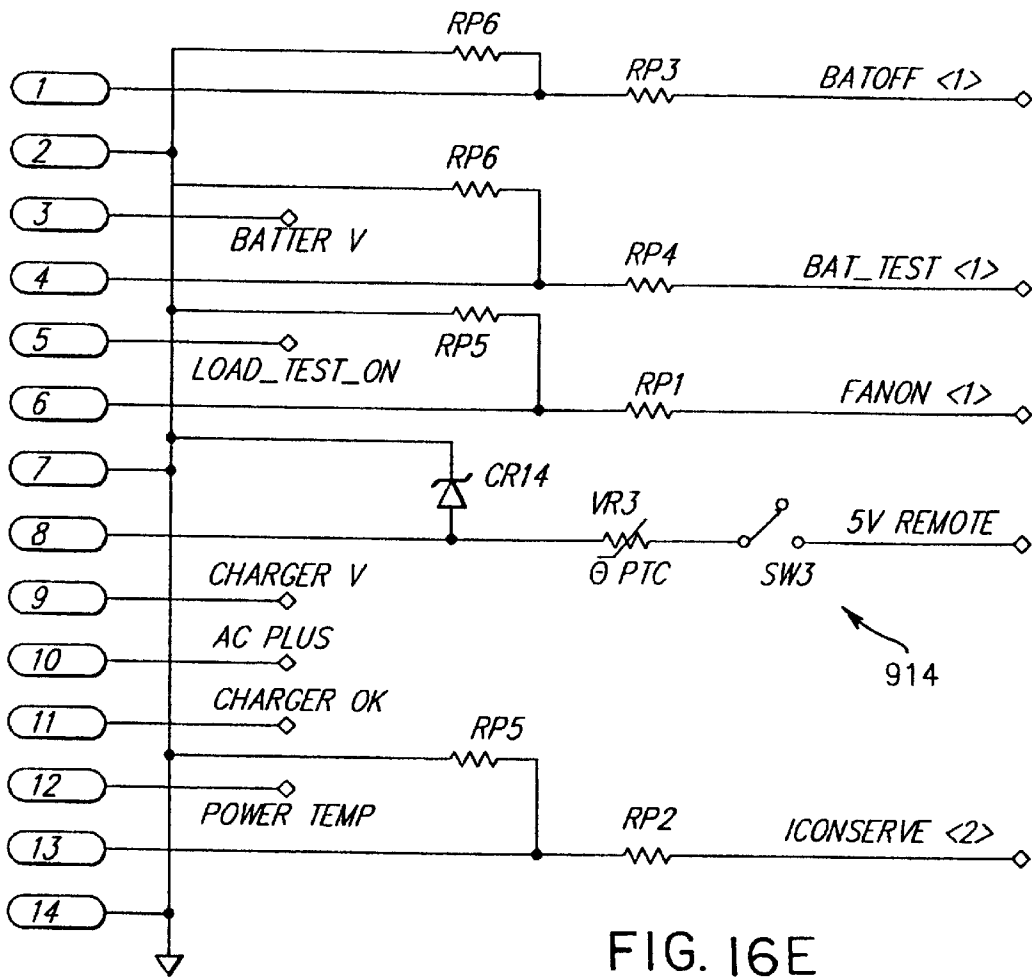 RP6
1
RP3
BATOFF <1>
2
RP6
3
BATTER V
4
RP4
BAT_TEST <1>
5
LOAD_TEST_ON
RP5
6
RP1
FANON <1>
7
CR14
8
VR3
5V REMOTE
Θ PTC
SW3
9
CHARGER V
914
10
AC PLUS
11
CHARGER OK
RP5
12
POWER TEMP
13
RP2
ICONSERVE <2>
14
FIG. 16E